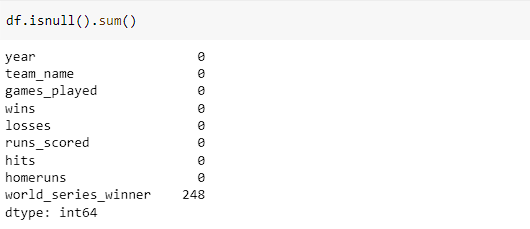 df.isnull().sum()
year 0
team_name 0
games_played 0
wins 0
losses 0
runs_scored 0
hits 0
homeruns 0
world_series_winner 248
dtype: int64